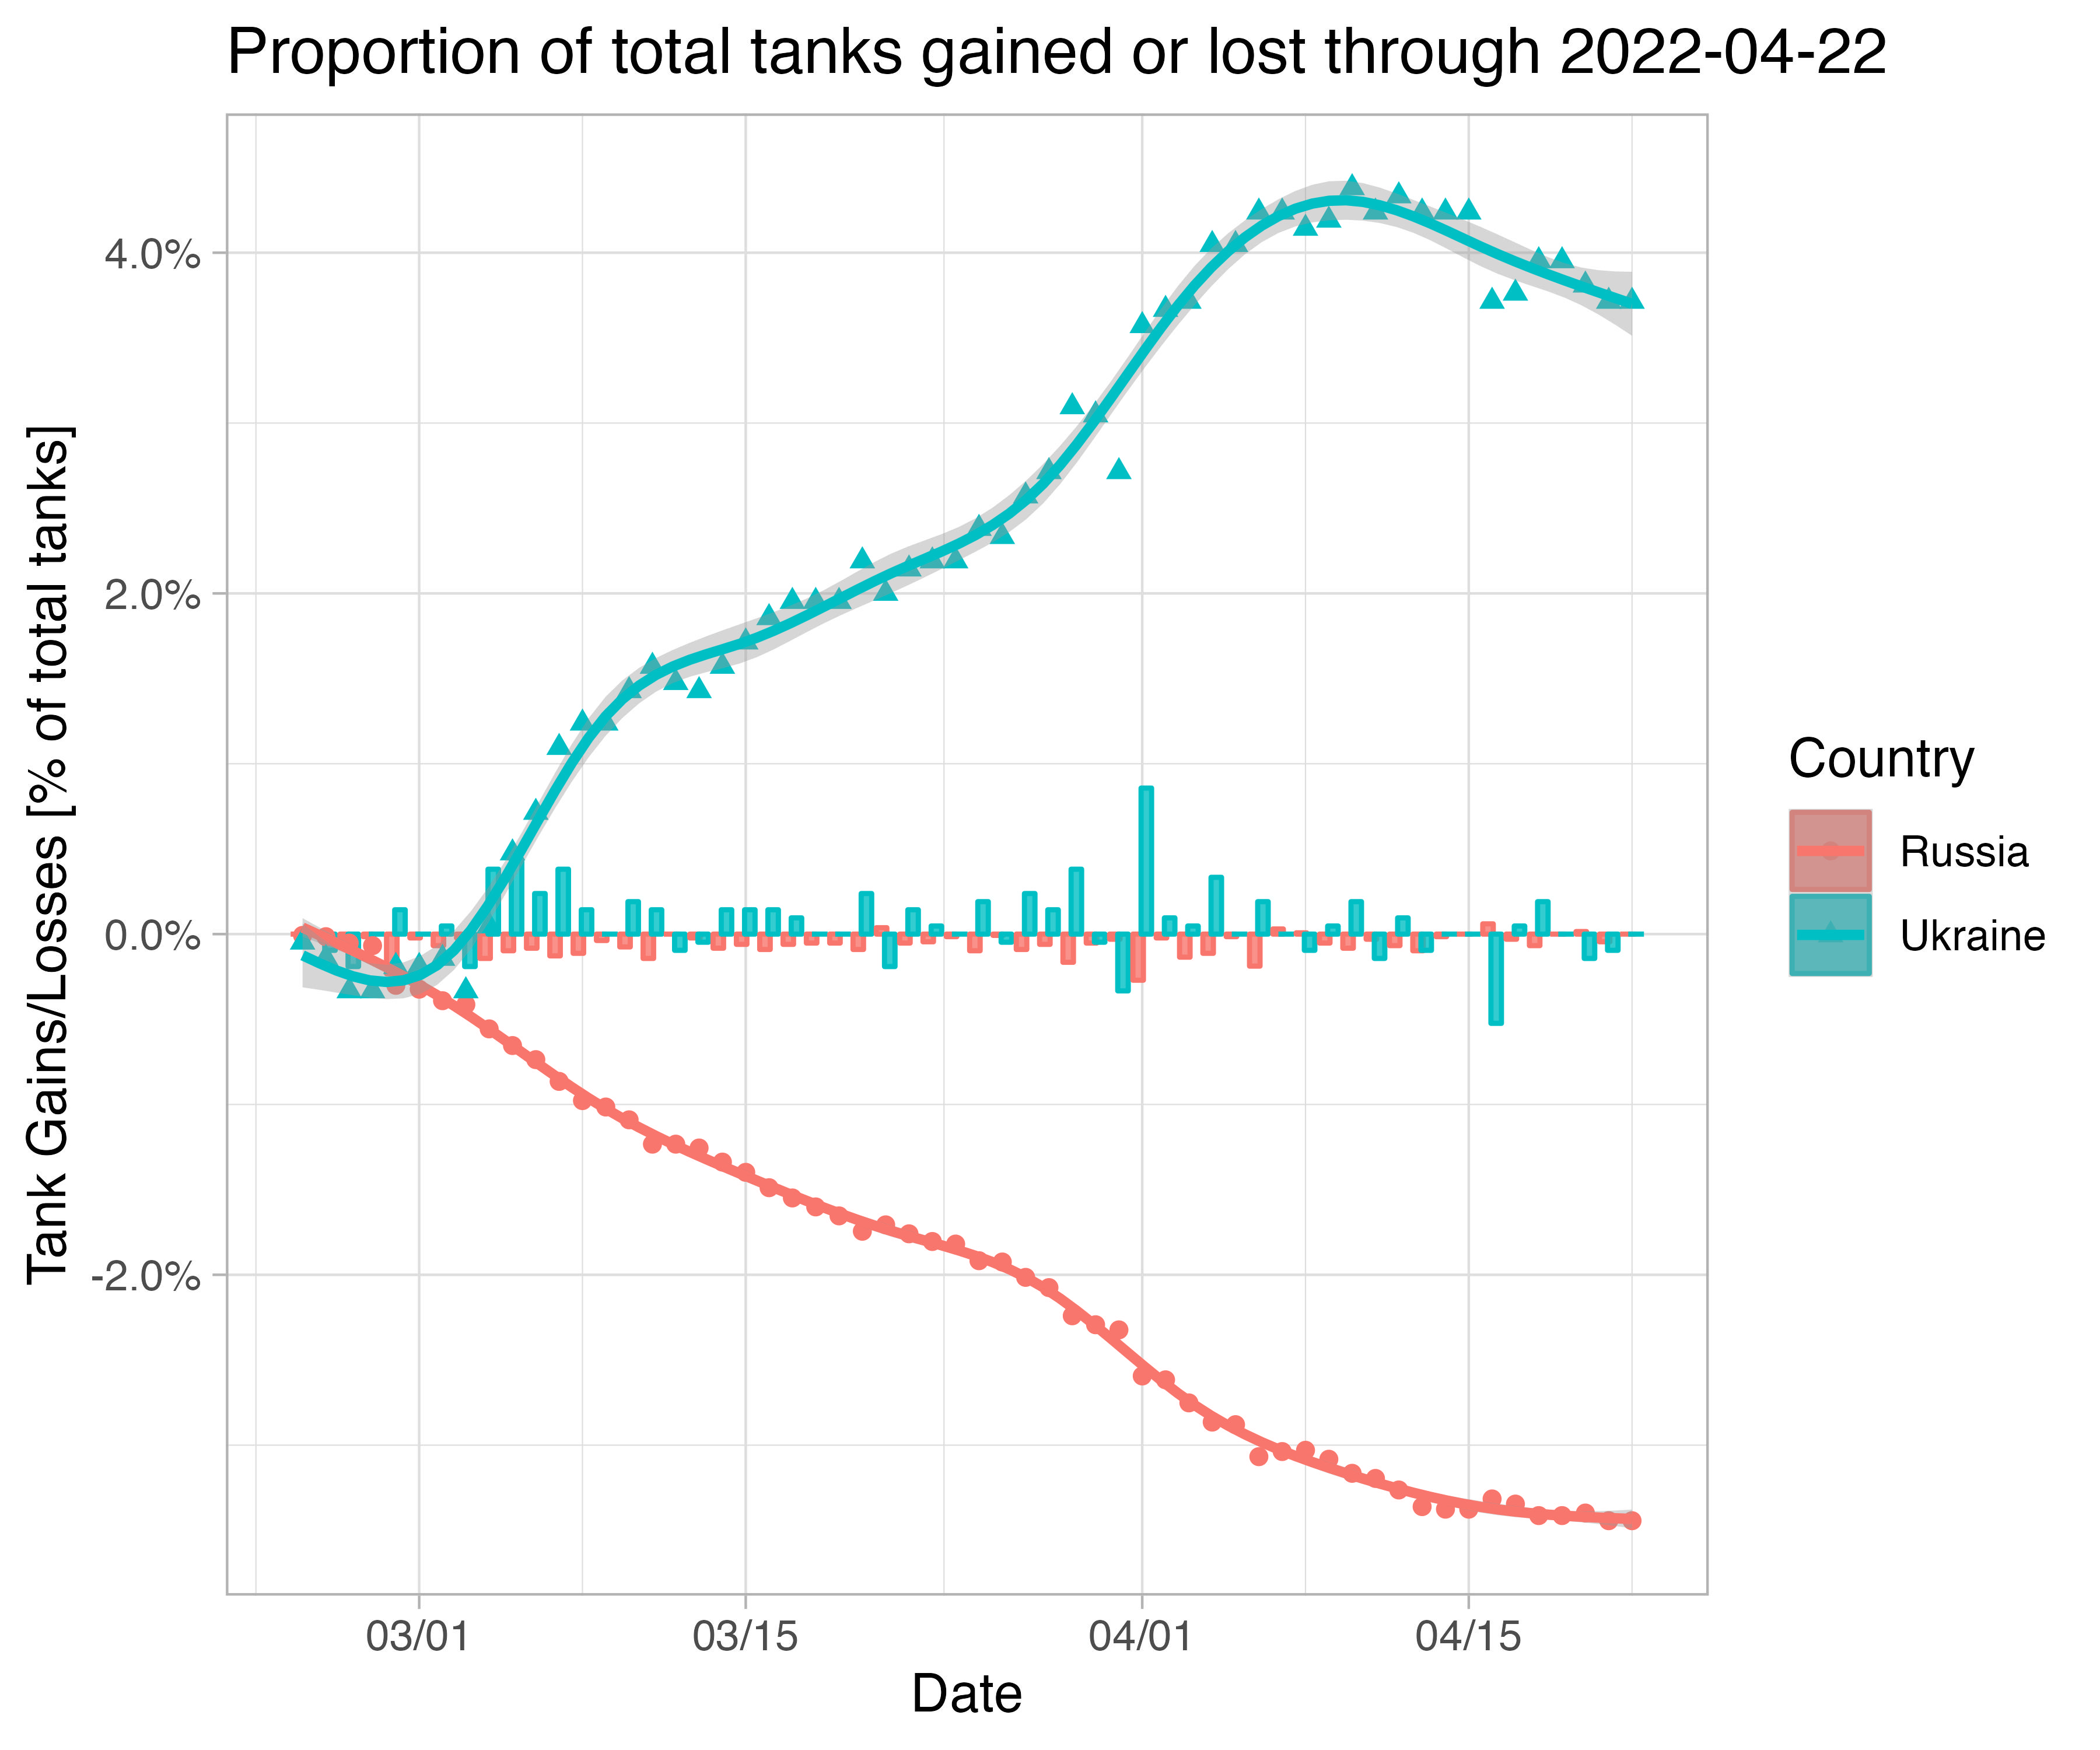 Proportion of total tanks gained or lost through 2022-04-22
Tank Gains/Losses [% of total tanks]
4.0%
2.0%
0.0%
-2.0%
03/01
03/15
04/01
04/15
Date
Country
Russia
Ukraine